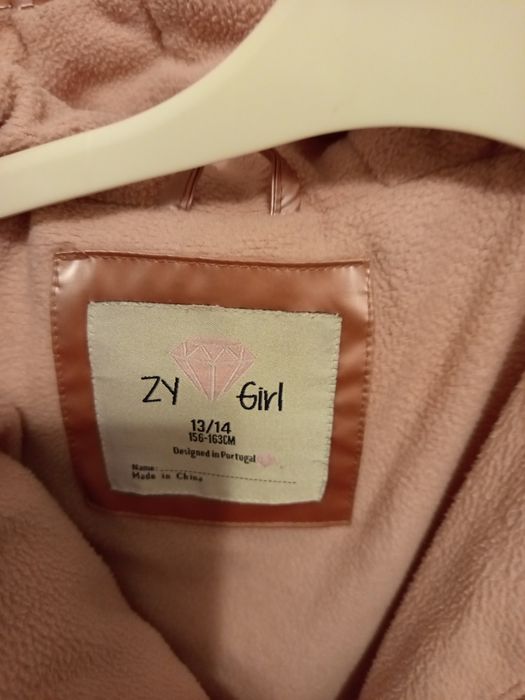 ZY Girl
13/14
156-163CM
Designed in Portugal
Name:
Made in China